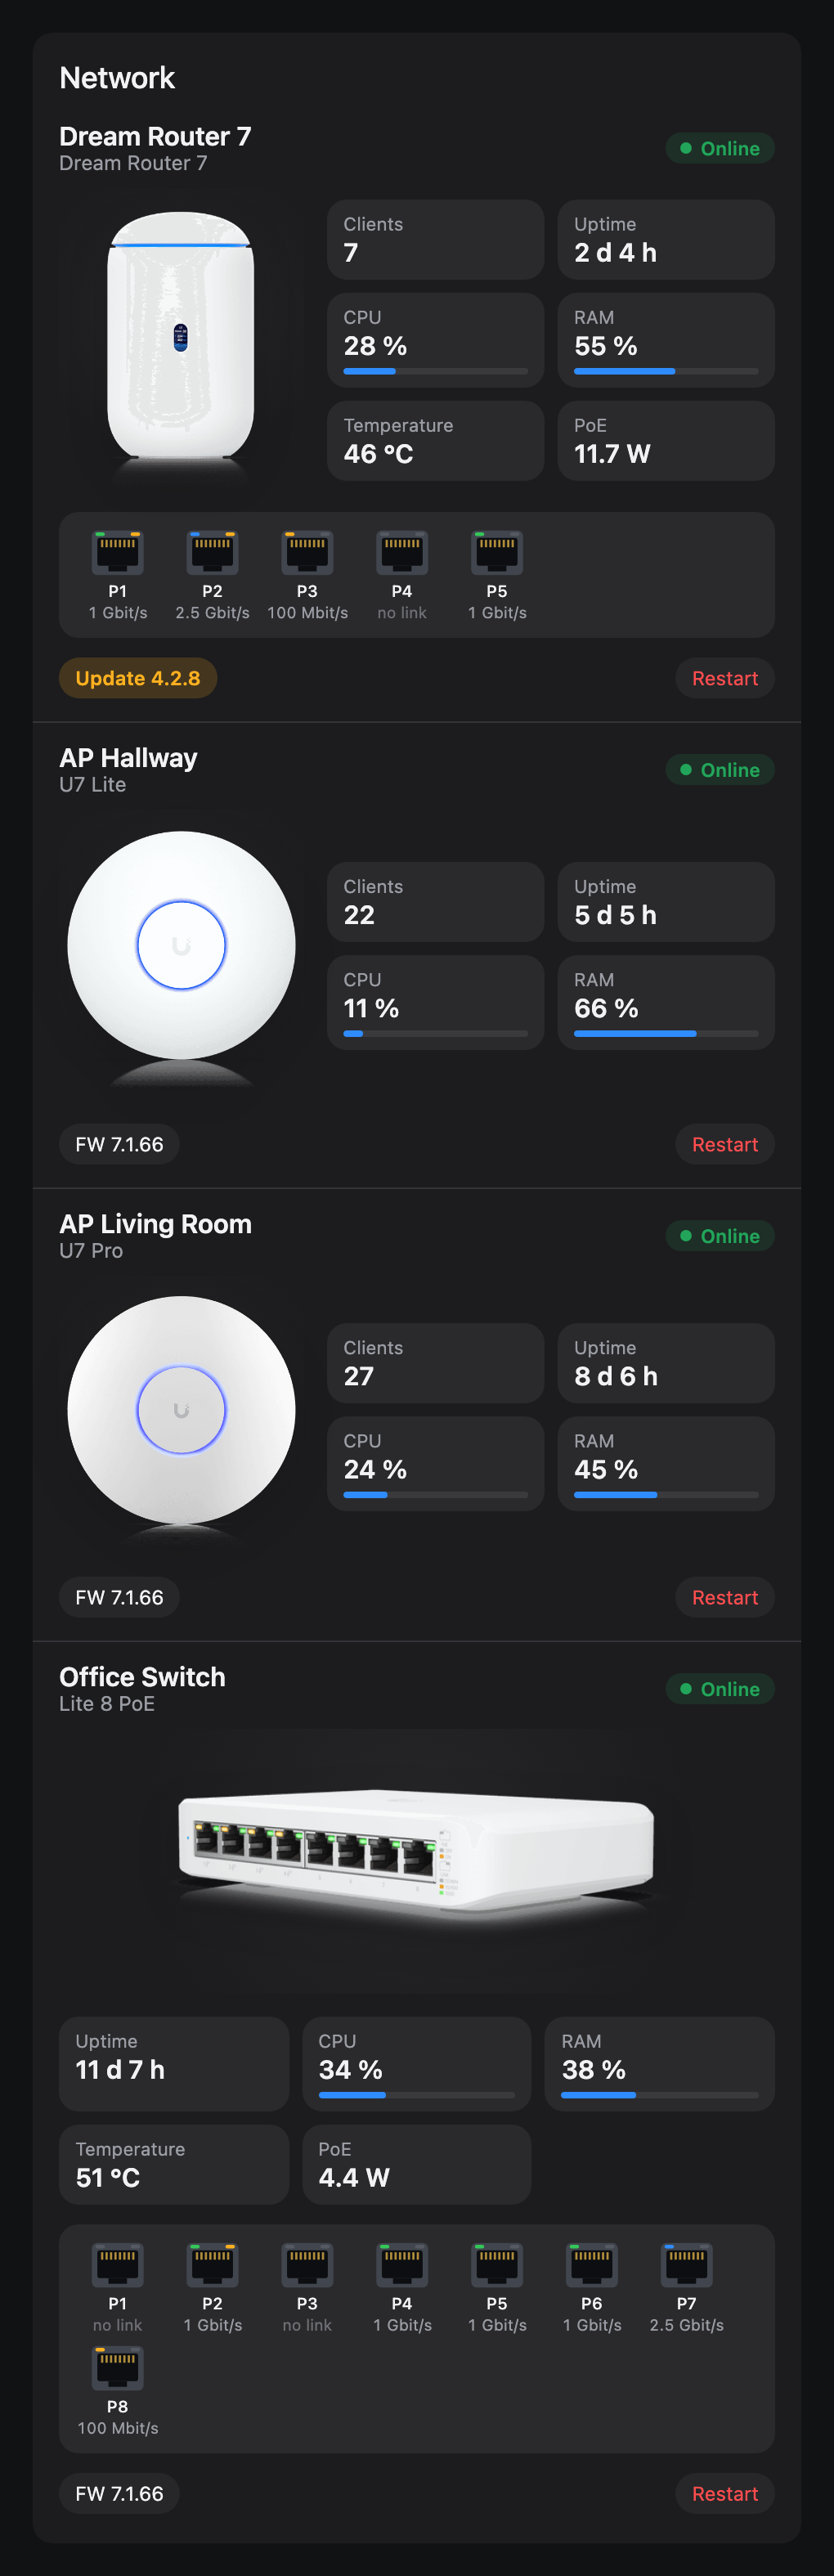 Network
Dream Router 7
Dream Router 7
Online
Clients
7
Uptime
2 d 4 h
CPU
28 %
RAM
55 %
Temperature
46 °C
PoE
11.7 W
P1
1 Gbit/s
P2
2.5 Gbit/s
P3
100 Mbit/s
P4
no link
P5
1 Gbit/s
Update 4.2.8
Restart
AP Hallway
U7 Lite
Online
Clients
22
Uptime
5 d 5 h
CPU
11 %
RAM
66 %
FW 7.1.66
Restart
AP Living Room
U7 Pro
Online
Clients
27
Uptime
8 d 6 h
CPU
24 %
RAM
45 %
FW 7.1.66
Restart
Office Switch
Lite 8 PoE
Online
Uptime
11 d 7 h
CPU
34 %
RAM
38 %
Temperature
51 °C
PoE
4.4 W
P1
no link
P2
1 Gbit/s
P3
no link
P4
1 Gbit/s
P5
1 Gbit/s
P6
1 Gbit/s
P7
2.5 Gbit/s
P8
100 Mbit/s
FW 7.1.66
Restart